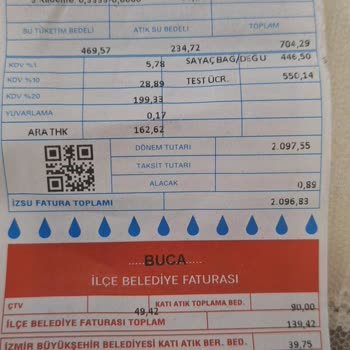 SU TÜKETİM BEDELİ ATIK SU BEDELİ TOPLAM
469,57 234,72 704,29
KDV %1 5,78 SAYAÇ BAĞ/DEĞÜ 446,50
KDV %10 28,89 TEST ÜCR. 550,14
KDV %20 199,33
YUVARLAMA 0,17
ARA THK 162,62
DÖNEM TUTARI 2.097,55
TAKSİT TUTARI
ALACAK 0,89
İZSU FATURA TOPLAMI 2.096,83
.....BUCA.....
İLÇE BELEDİYE FATURASI
ÇTV 49,42 KATI ATIK TOPLAMA BED. 90,00
İLÇE BELEDİYE FATURASI TOPLAM 139,42
İZMİR BÜYÜKŞEHİR BELEDİYESİ KATI ATIK BER. BED. 39,75